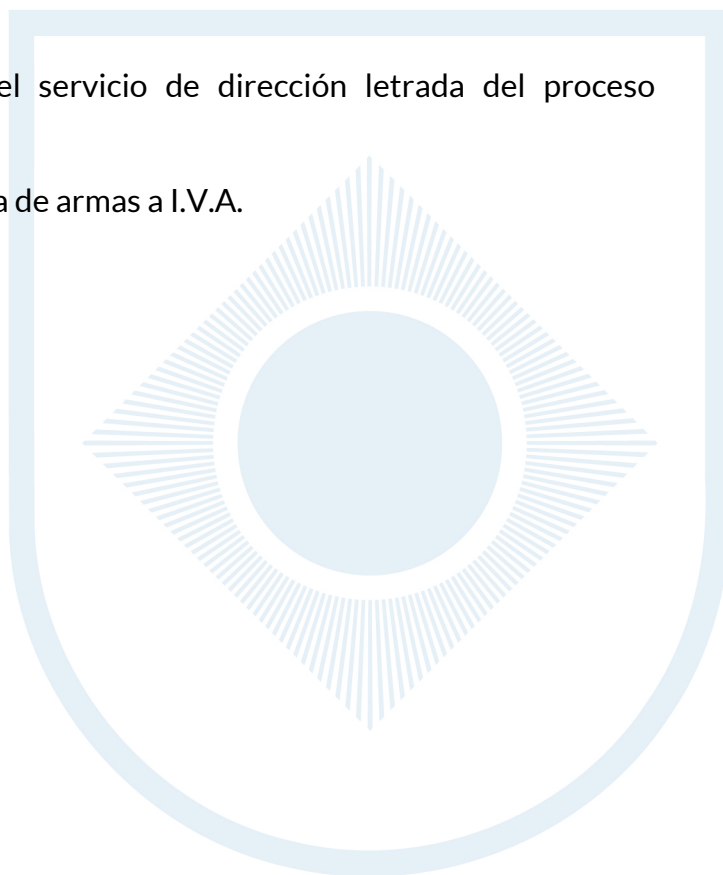 el servicio de dirección letrada del proceso
a de armas a I.V.A.